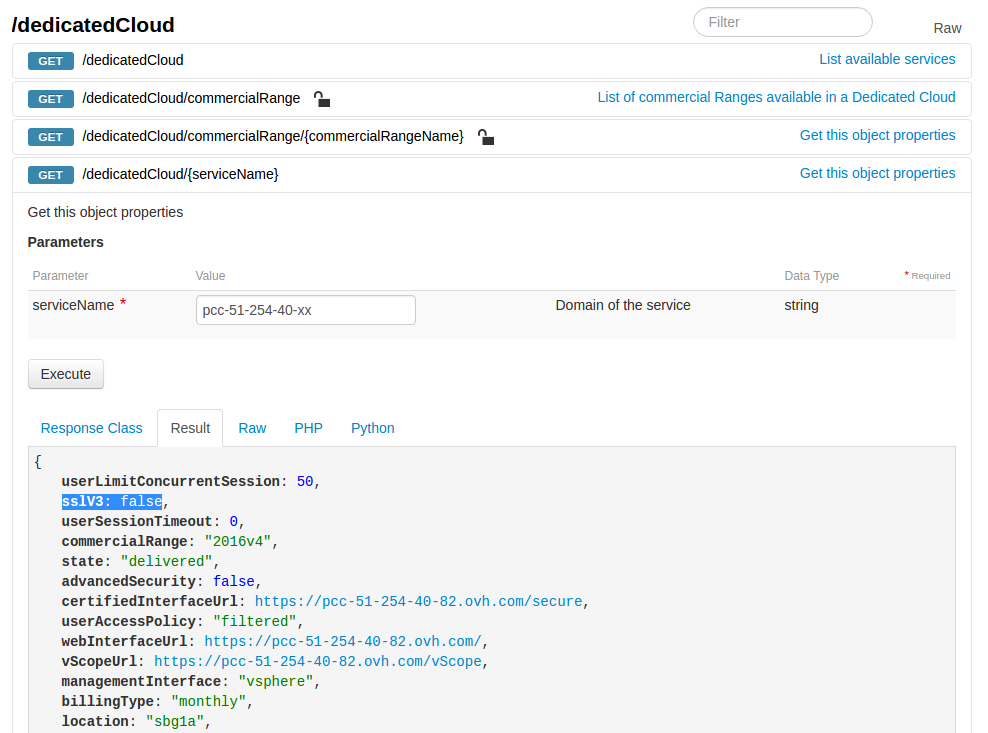 /dedicatedCloud
Filter
Raw
GET /dedicatedCloud List available services
GET /dedicatedCloud/commercialRange List of commercial Ranges available in a Dedicated Cloud
GET /dedicatedCloud/commercialRange/{commercialRangeName} Get this object properties
GET /dedicatedCloud/{serviceName} Get this object properties
Get this object properties
Parameters
Parameter Value Data Type * Required
serviceName * pcc-51-254-40-xx Domain of the service string
Execute
Response Class Result Raw PHP Python
{
userLimitConcurrentSession: 50,
sslV3: false,
userSessionTimeout: 0,
commercialRange: "2016v4",
state: "delivered",
advancedSecurity: false,
certifiedInterfaceUrl: https://pcc-51-254-40-82.ovh.com/secure,
userAccessPolicy: "filtered",
webInterfaceUrl: https://pcc-51-254-40-82.ovh.com/,
vScopeUrl: https://pcc-51-254-40-82.ovh.com/vScope,
managementInterface: "vsphere",
billingType: "monthly",
location: "sbg1a",